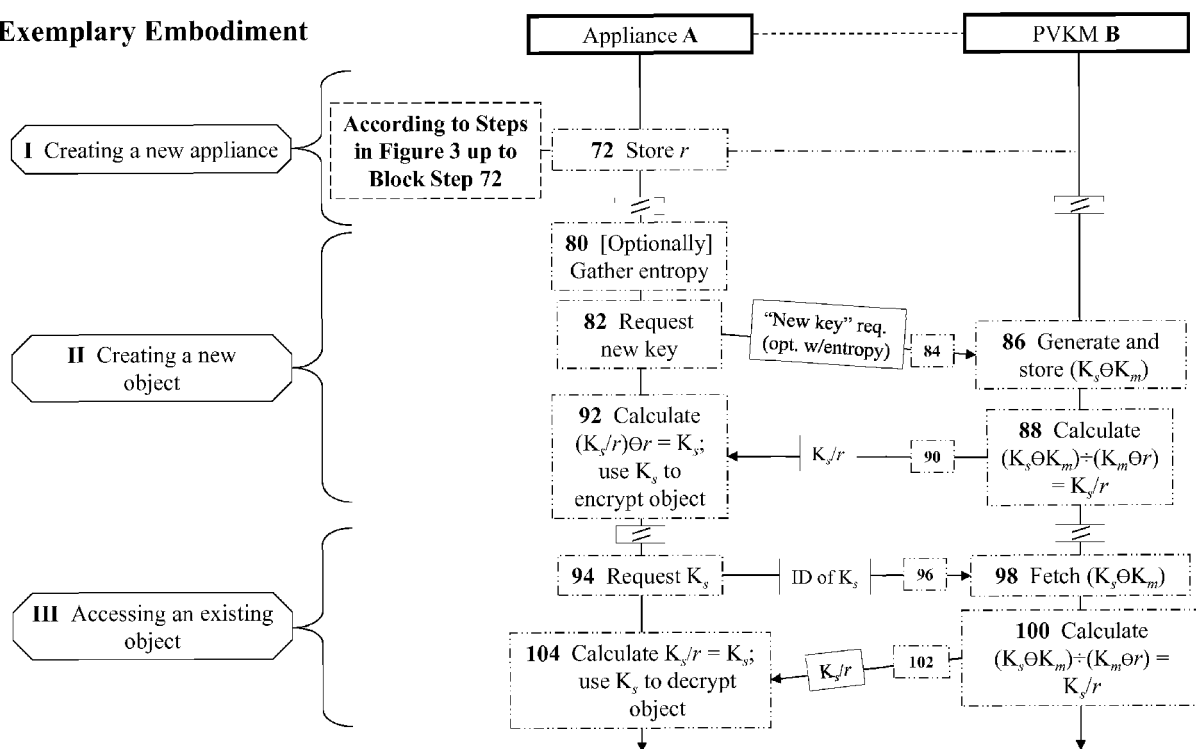 Exemplary Embodiment
Appliance A
PVKM B
I Creating a new appliance
According to Steps
in Figure 3 up to
Block Step 72
72 Store r
80 [Optionally]
Gather entropy
II Creating a new
object
82 Request
new key
“New key” req.
(opt. w/entropy)
84
86 Generate and
store (KₛΘKₘ)
92 Calculate
(Kₛ/r)Θr = Kₛ;
use Kₛ to
encrypt object
Kₛ/r
90
88 Calculate
(KₛΘKₘ)÷(KₘΘr)
= Kₛ/r
III Accessing an existing
object
94 Request Kₛ
ID of Kₛ
96
98 Fetch (KₛΘKₘ)
104 Calculate Kₛ/r = Kₛ;
use Kₛ to decrypt
object
Kₛ/r
102
100 Calculate
(KₛΘKₘ)÷(KₘΘr) =
Kₛ/r